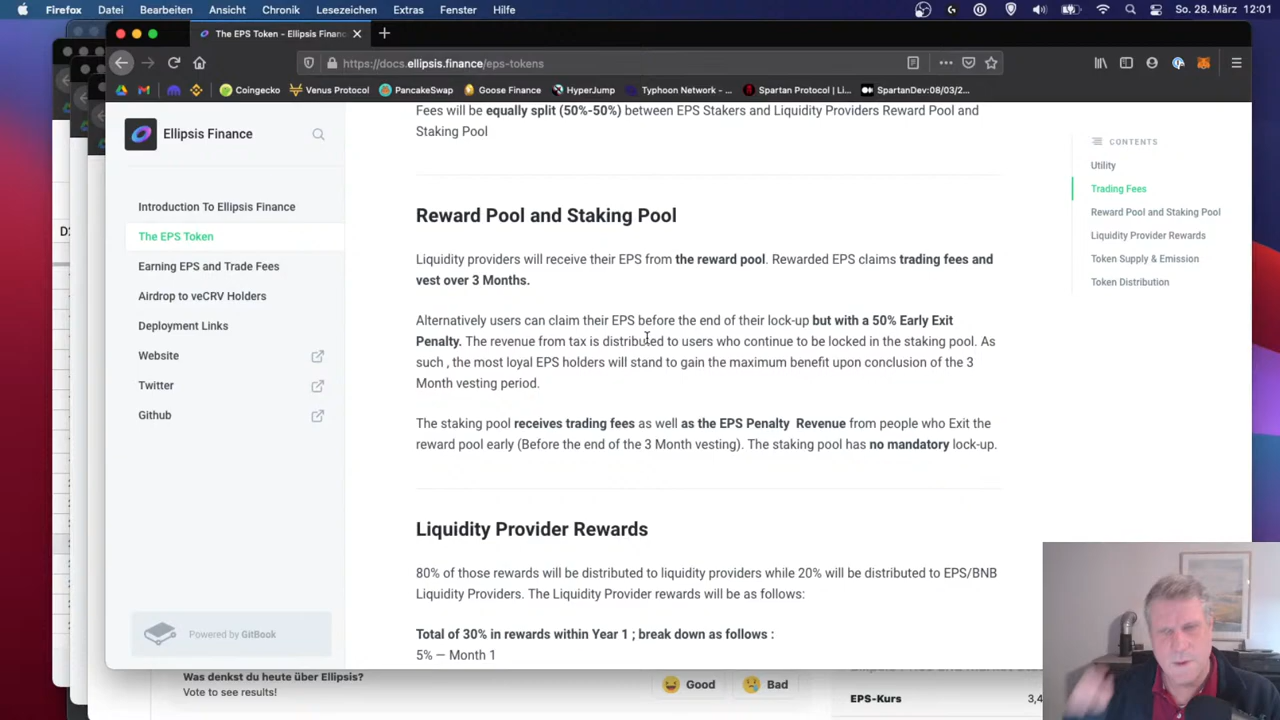 Firefox Datei Bearbeiten Ansicht Chronik Lesezeichen Extras Fenster Hilfe So. 28. März 12:01
The EPS Token - Ellipsis Financ
https://docs.ellipsis.finance/eps-tokens
Coingecko Venus Protocol PancakeSwap Goose Finance HyperJump Typhoon Network - ... Spartan Protocol | Li... SpartanDev:08/03/2...
Fees will be equally split (50%-50%) between EPS Stakers and Liquidity Providers Reward Pool and
Staking Pool
Ellipsis Finance
Introduction To Ellipsis Finance
The EPS Token
Earning EPS and Trade Fees
Airdrop to veCRV Holders
Deployment Links
Website
Twitter
Github
Powered by GitBook
Reward Pool and Staking Pool
Liquidity providers will receive their EPS from the reward pool. Rewarded EPS claims trading fees and
vest over 3 Months.
Alternatively users can claim their EPS before the end of their lock-up but with a 50% Early Exit
Penalty. The revenue from tax is distributed to users who continue to be locked in the staking pool. As
such , the most loyal EPS holders will stand to gain the maximum benefit upon conclusion of the 3
Month vesting period.
The staking pool receives trading fees as well as the EPS Penalty Revenue from people who Exit the
reward pool early (Before the end of the 3 Month vesting). The staking pool has no mandatory lock-up.
Liquidity Provider Rewards
80% of those rewards will be distributed to liquidity providers while 20% will be distributed to EPS/BNB
Liquidity Providers. The Liquidity Provider rewards will be as follows:
Total of 30% in rewards within Year 1 ; break down as follows :
5% — Month 1
CONTENTS
Utility
Trading Fees
Reward Pool and Staking Pool
Liquidity Provider Rewards
Token Supply & Emission
Token Distribution
Was denkst du heute über Ellipsis?
Vote to see results!
Good
Bad
EPS-Kurs
3,4